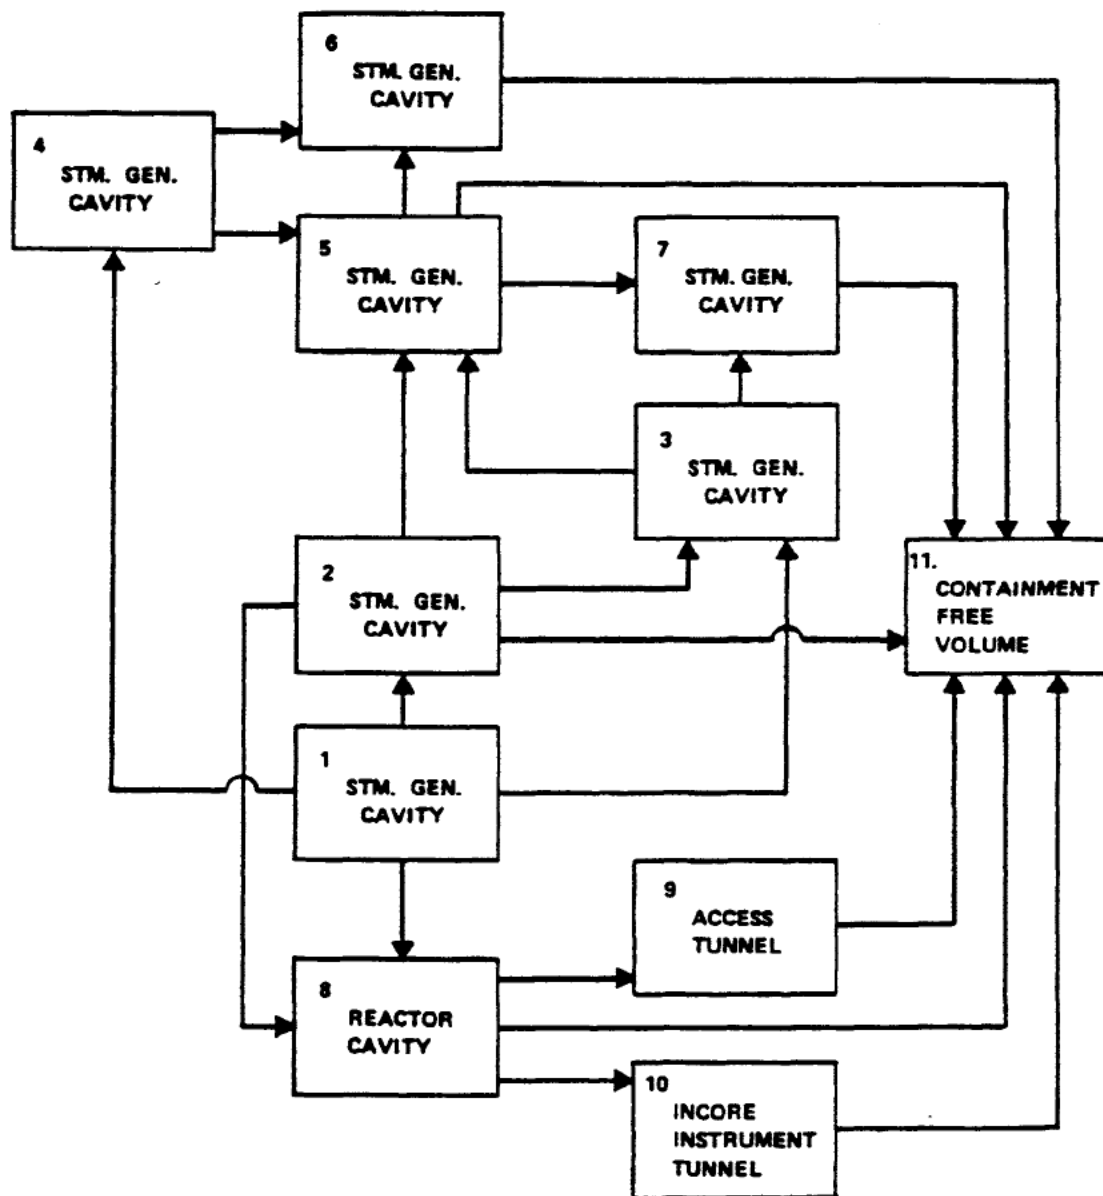 6
STM. GEN.
CAVITY
4
STM. GEN.
CAVITY
5
STM. GEN.
CAVITY
7
STM. GEN.
CAVITY
3
STM. GEN.
CAVITY
2
STM. GEN.
CAVITY
11.
CONTAINMENT
FREE
VOLUME
1
STM. GEN.
CAVITY
9
ACCESS
TUNNEL
8
REACTOR
CAVITY
10
INCORE
INSTRUMENT
TUNNEL